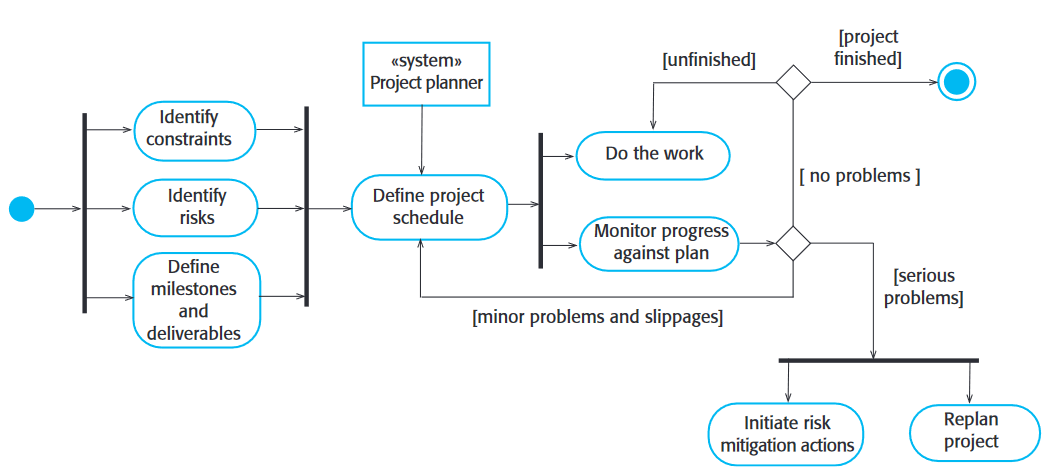 [project
finished]
[unfinished]
«system»
Project planner
Identify
constraints
Do the work
[ no problems ]
Identify
risks
Define project
schedule
Monitor progress
against plan
Define
milestones
and
deliverables
[serious
problems]
[minor problems and slippages]
Initiate risk
mitigation actions
Replan
project